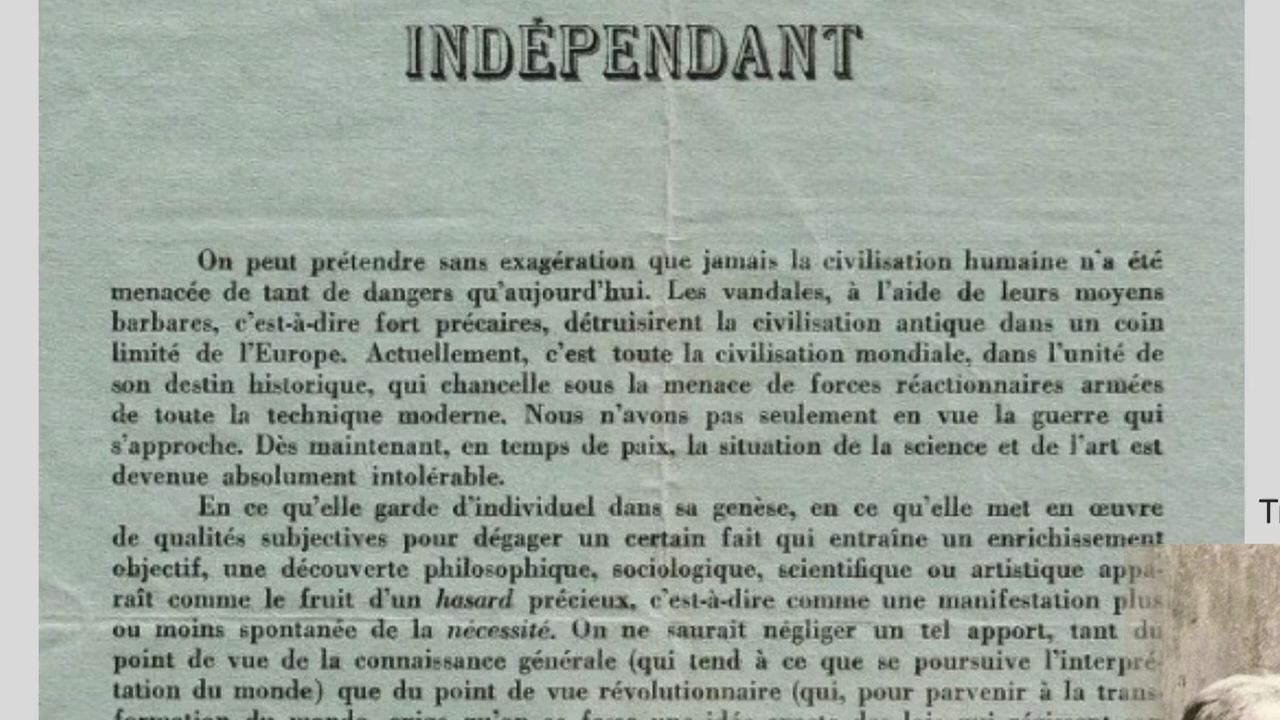 INDÉPENDANT
On peut prétendre sans exagération que jamais la civilisation humaine n'a été
menacée de tant de dangers qu'aujourd'hui. Les vandales, à l'aide de leurs moyens
barbares, c'est-à-dire fort précaires, détruisirent la civilisation antique dans un coin
limité de l'Europe. Actuellement, c'est toute la civilisation mondiale, dans l'unité de
son destin historique, qui chancelle sous la menace de forces réactionnaires armées
de toute la technique moderne. Nous n'avons pas seulement en vue la guerre qui
s'approche. Dès maintenant, en temps de paix, la situation de la science et de l'art est
devenue absolument intolérable.
En ce qu'elle garde d'individuel dans sa genèse, en ce qu'elle met en œuvre
de qualités subjectives pour dégager un certain fait qui entraîne un enrichissement
objectif, une découverte philosophique, sociologique, scientifique ou artistique appa-
raît comme le fruit d'un hasard précieux, c'est-à-dire comme une manifestation plus
ou moins spontanée de la nécessité. On ne saurait négliger un tel apport, tant du
point de vue de la connaissance générale (qui tend à ce que se poursuive l'interpré-
tation du monde) que du point de vue révolutionnaire (qui, pour parvenir à la trans-